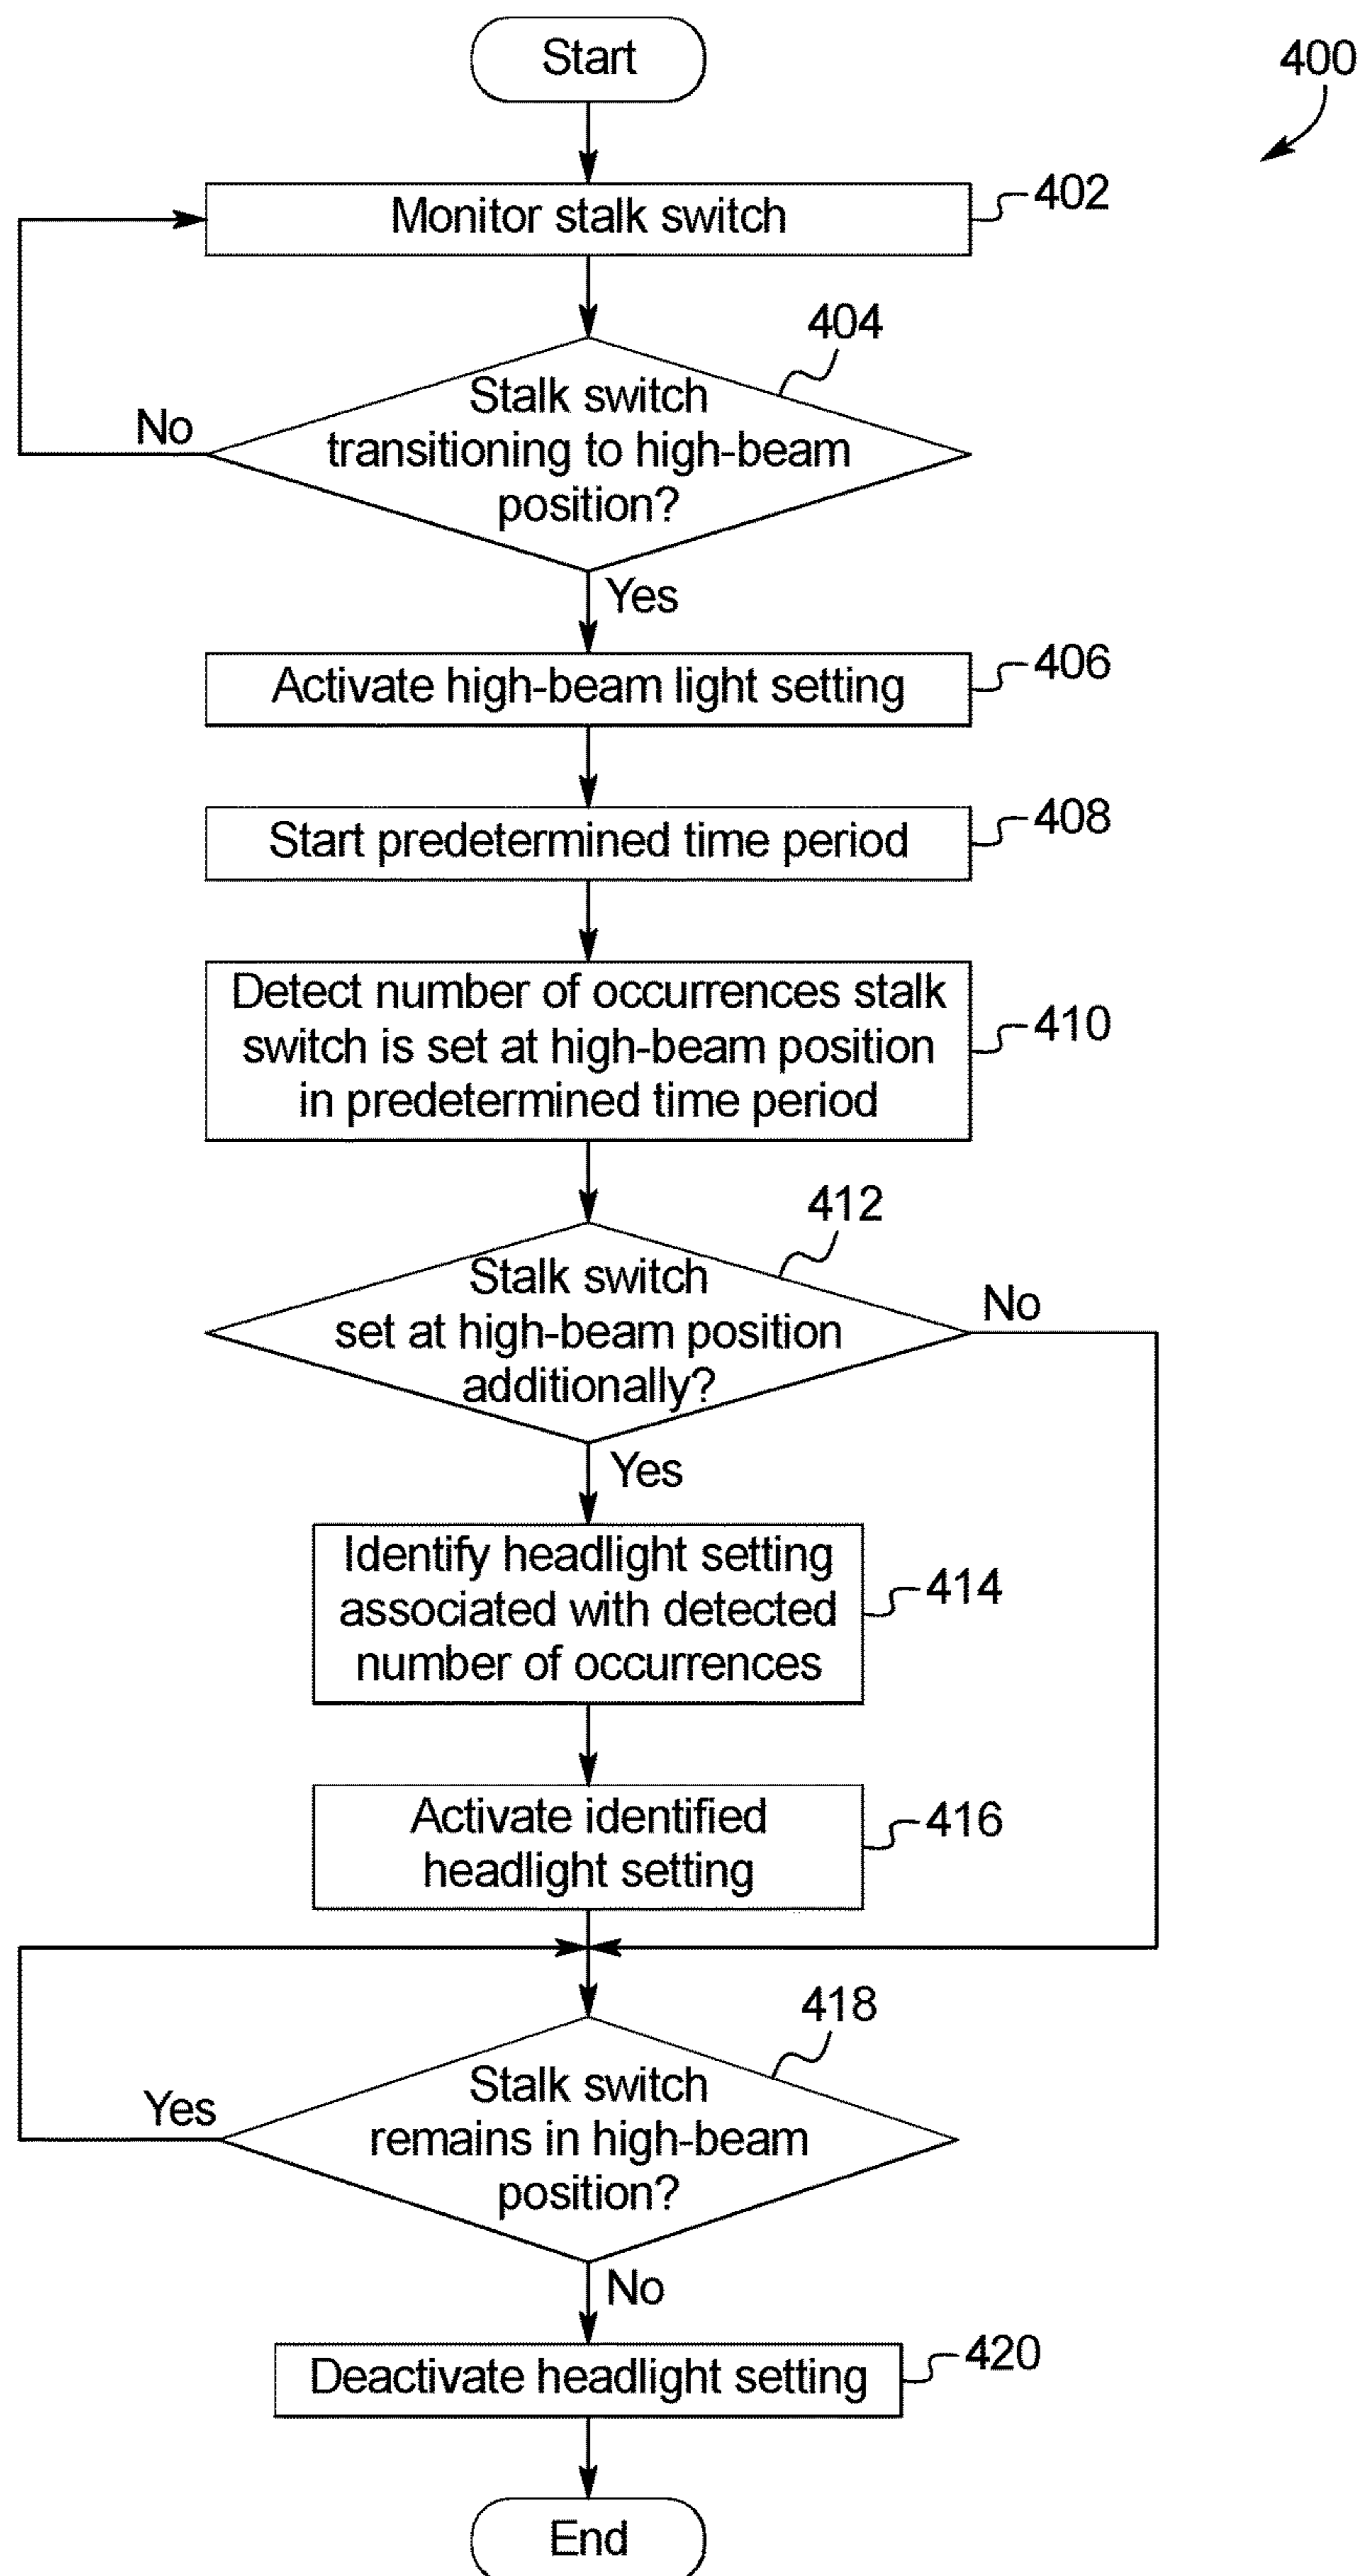 Start
400
Monitor stalk switch
402
404
Stalk switch
transitioning to high-beam
position?
No
Yes
Activate high-beam light setting
406
Start predetermined time period
408
Detect number of occurrences stalk
switch is set at high-beam position
in predetermined time period
410
412
Stalk switch
set at high-beam position
additionally?
No
Yes
Identify headlight setting
associated with detected
number of occurrences
414
Activate identified
headlight setting
416
418
Stalk switch
remains in high-beam
position?
Yes
No
Deactivate headlight setting
420
End